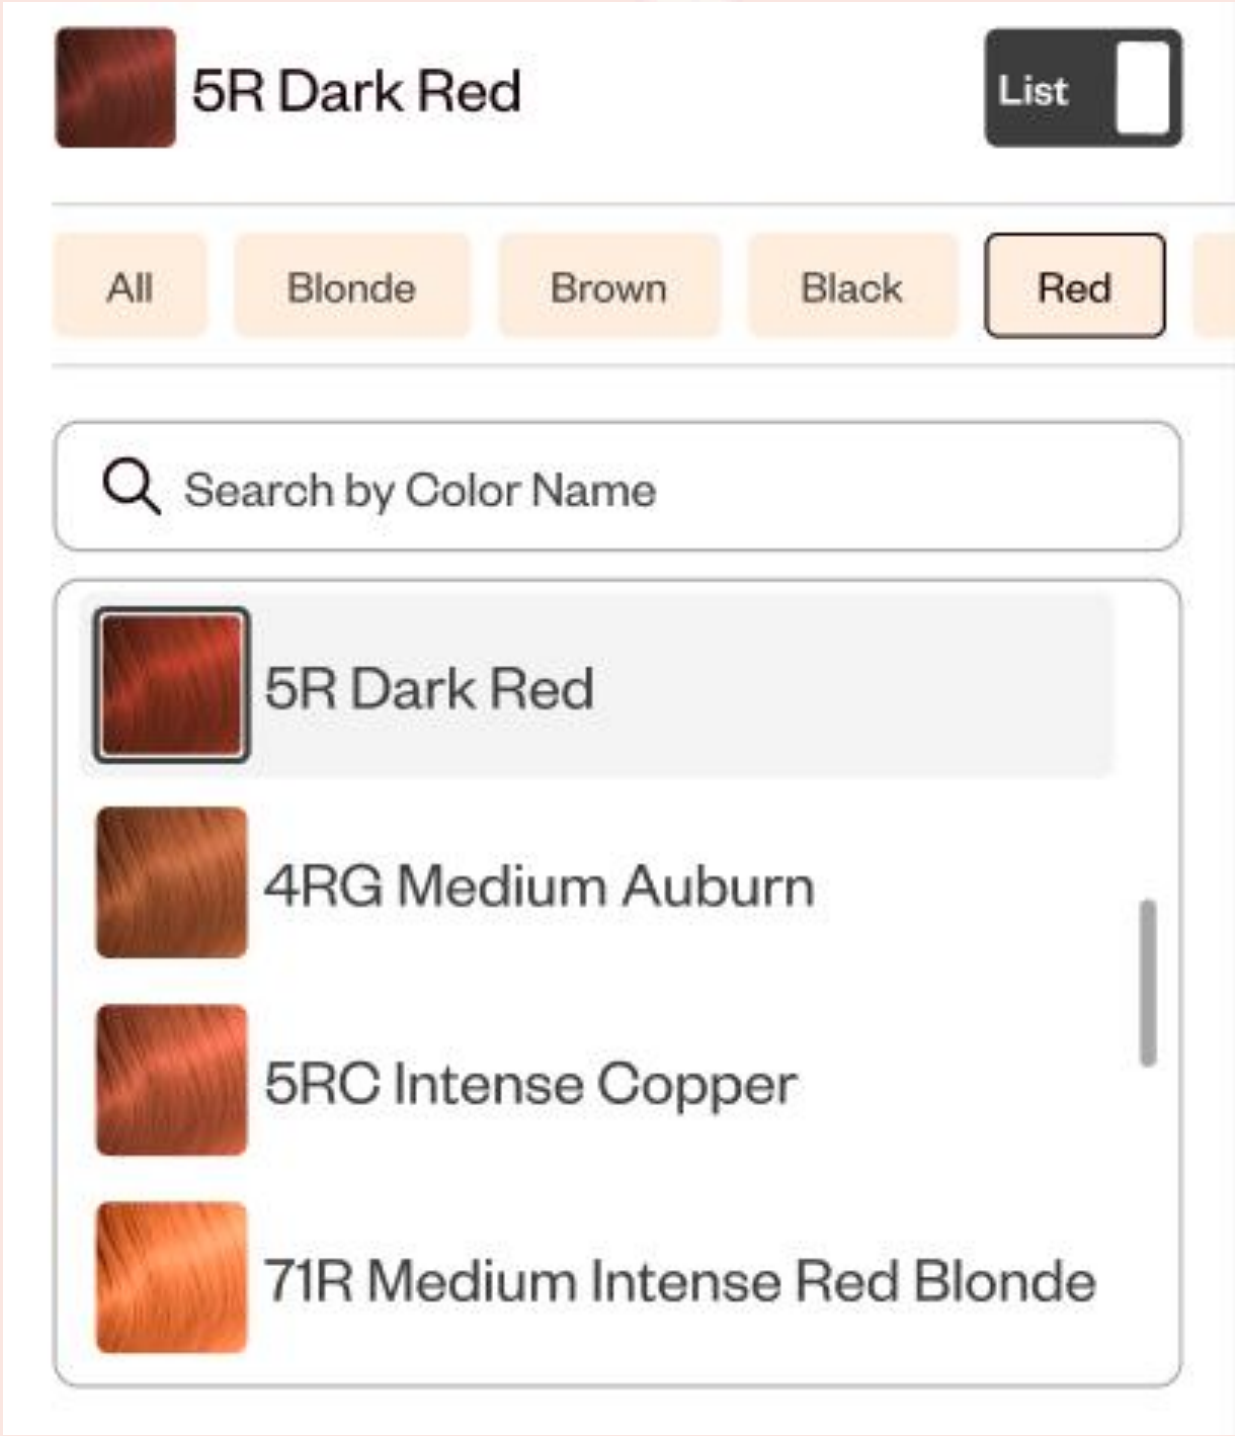 5R Dark Red
List
All
Blonde
Brown
Black
Red
Search by Color Name
5R Dark Red
4RG Medium Auburn
5RC Intense Copper
71R Medium Intense Red Blonde